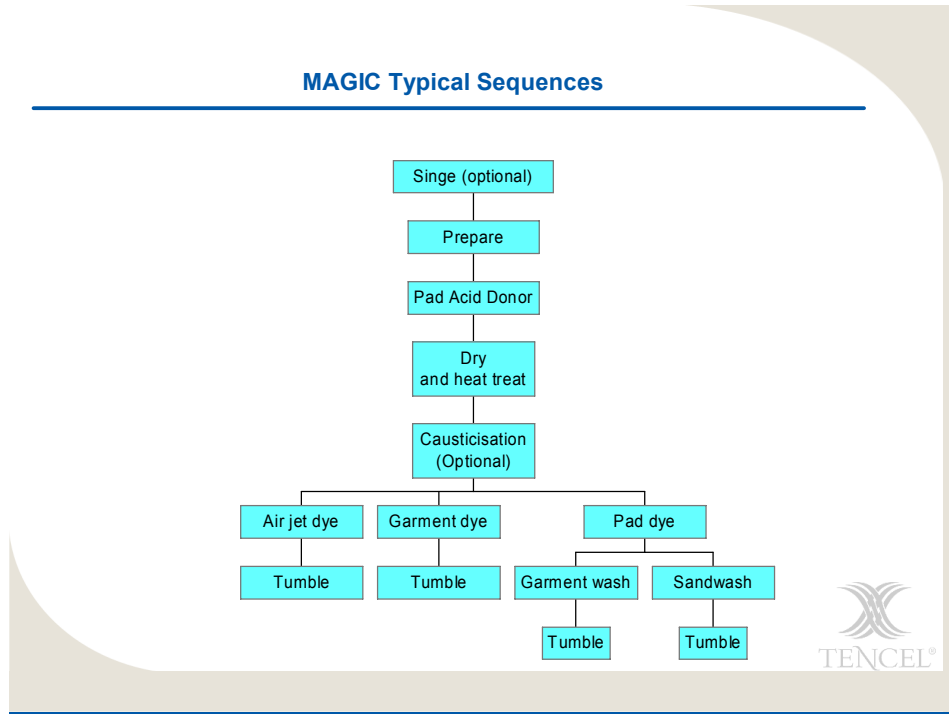 MAGIC Typical Sequences
Singe (optional)
Prepare
Pad Acid Donor
Dry
and heat treat
Causticisation
(Optional)
Air jet dye
Garment dye
Pad dye
Tumble
Tumble
Garment wash
Sandwash
Tumble
Tumble
TENCEL®